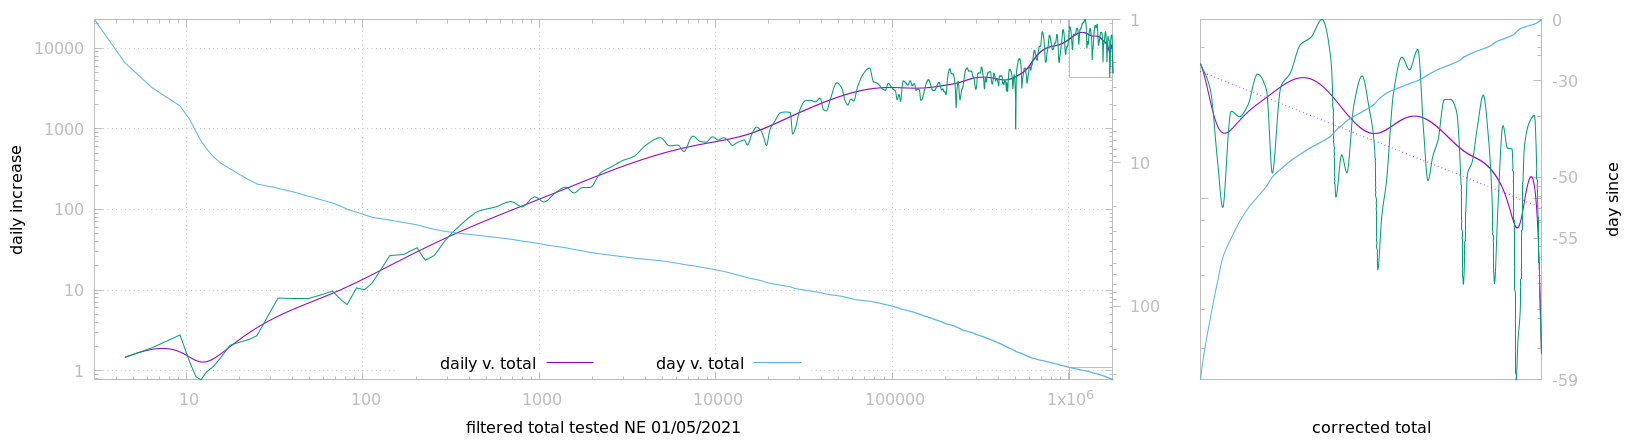 10000
1000
100
10
1
daily increase
10
100
1000
10000
100000
1x10^6
filtered total tested NE 01/05/2021
daily v. total
day v. total
1
10
100
-0
-30
-50
-55
-59
day since
corrected total